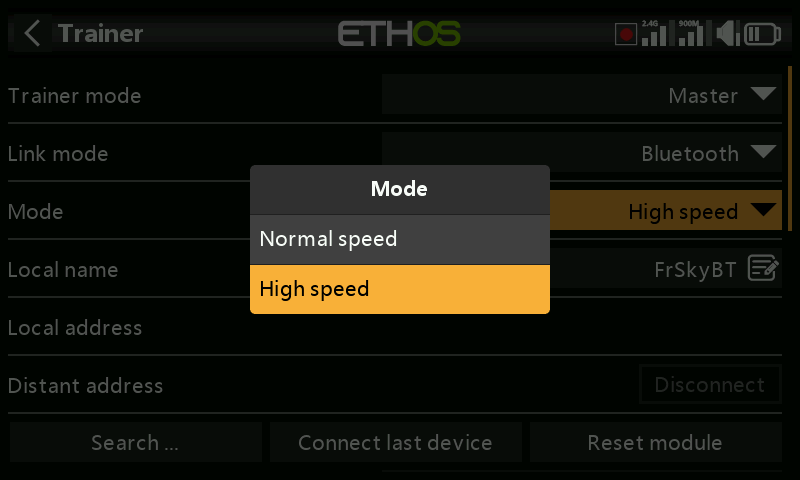 Trainer
ETHOS
2.4G 900M
Trainer mode Master
Link mode Bluetooth
Mode
Mode High speed
Normal speed
Local name FrSkyBT
High speed
Local address
Distant address Disconnect
Search ... Connect last device Reset module